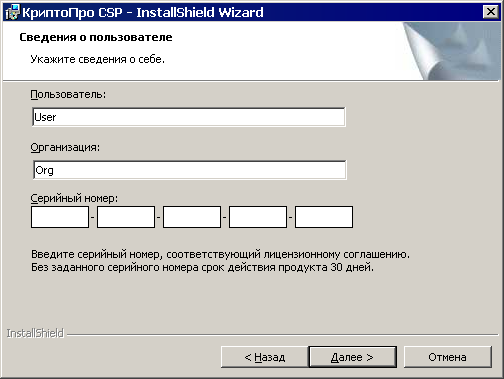 КриптоПро CSP - InstallShield Wizard
Сведения о пользователе
Укажите сведения о себе.
Пользователь:
User
Организация:
Org
Серийный номер:
- - - -
Введите серийный номер, соответствующий лицензионному соглашению.
Без заданного серийного номера срок действия продукта 30 дней.
InstallShield
< Назад Далее > Отмена